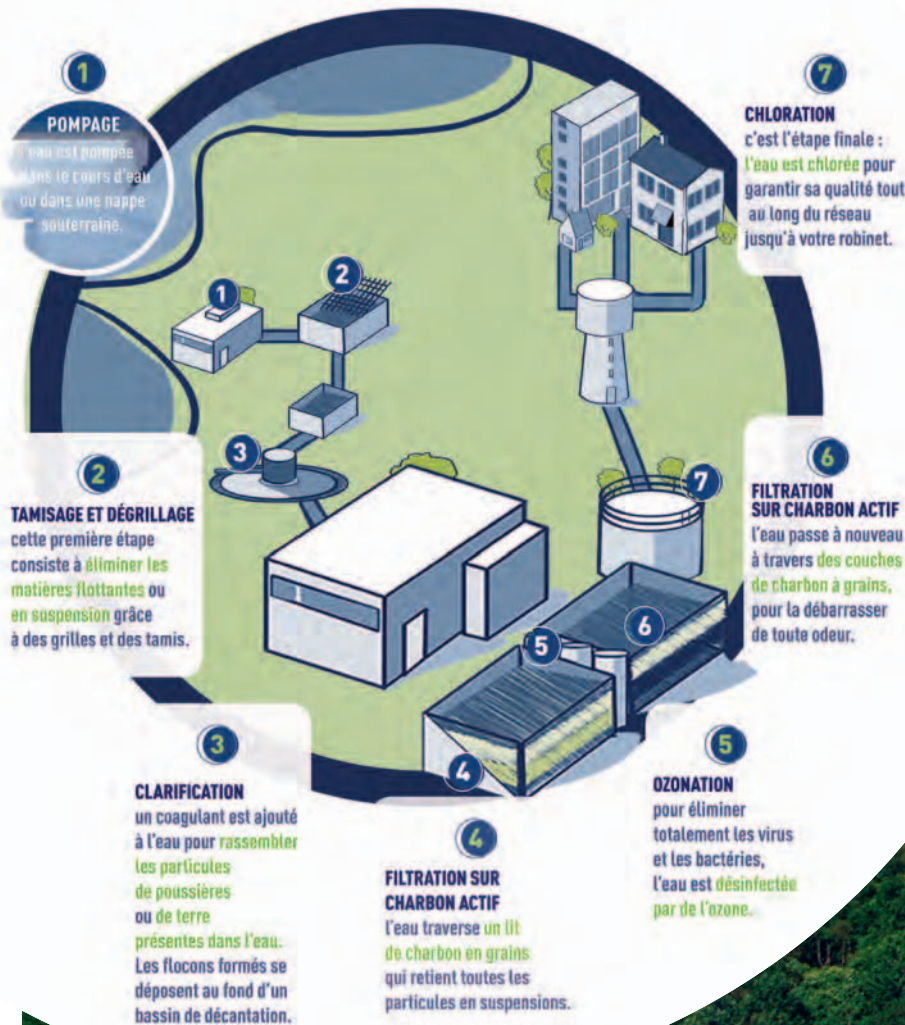 1
POMPAGE
l'eau est pompée
dans le cours d'eau
ou dans une nappe
souterraine.
2
TAMISAGE ET DÉGRILLAGE
cette première étape
consiste à éliminer les
matières flottantes ou
en suspension grâce
à des grilles et des tamis.
3
CLARIFICATION
un coagulant est ajouté
à l'eau pour rassembler
les particules
de poussières
ou de terre
présentes dans l'eau.
Les flocons formés se
déposent au fond d'un
bassin de décantation.
4
FILTRATION SUR
CHARBON ACTIF
l'eau traverse un lit
de charbon en grains
qui retient toutes les
particules en suspensions.
5
OZONATION
pour éliminer
totalement les virus
et les bactéries,
l'eau est désinfectée
par de l'ozone.
6
FILTRATION
SUR CHARBON ACTIF
l'eau passe à nouveau
à travers des couches
de charbon à grains,
pour la débarrasser
de toute odeur.
7
CHLORATION
c'est l'étape finale :
l'eau est chlorée pour
garantir sa qualité tout
au long du réseau
jusqu'à votre robinet.
1
2
3
4
5
6
7